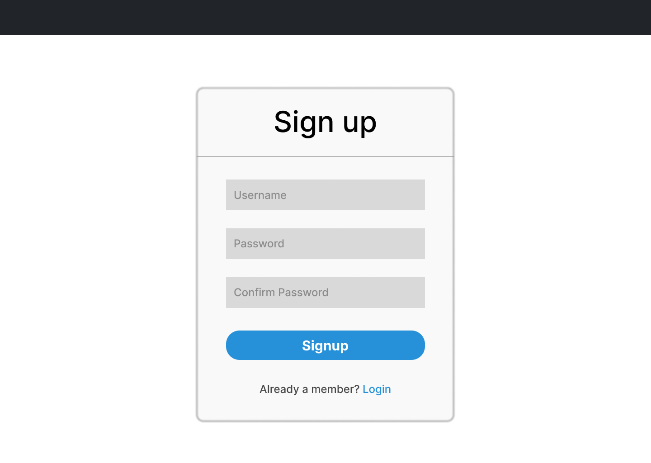 Sign up
Username
Password
Confirm Password
Signup
Already a member? Login